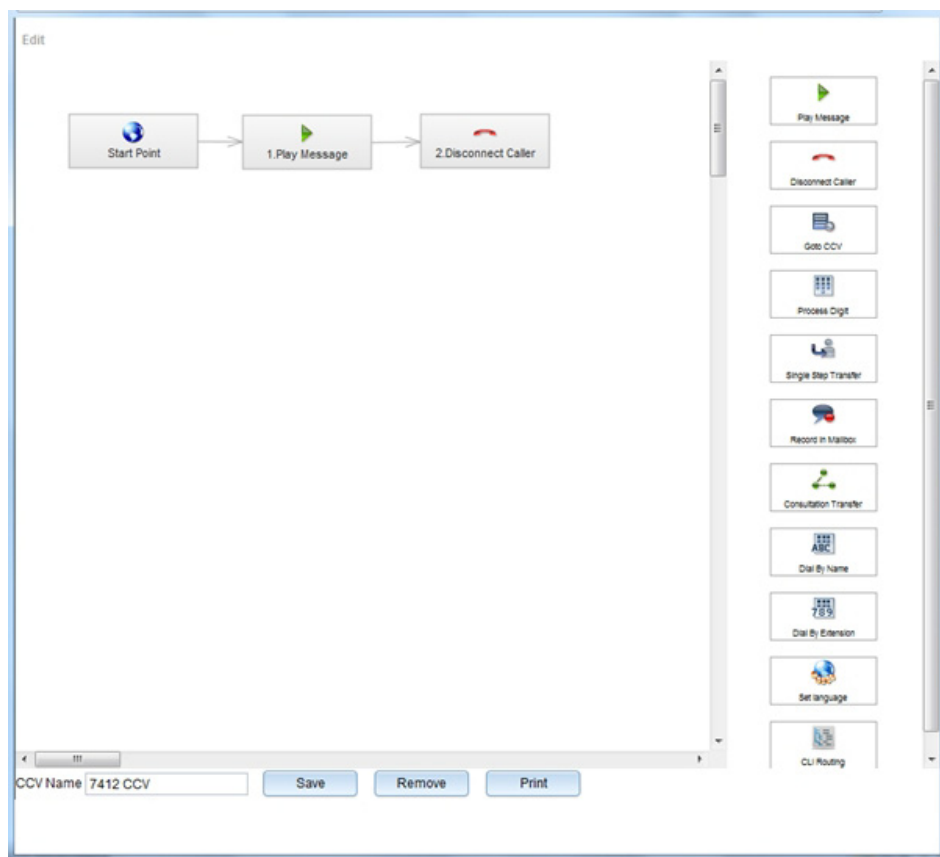 Edit
Start Point
1.Play Message
2.Disconnect Caller
Play Message
Disconnect Caller
Goto CCV
Process Digit
Single Step Transfer
Record in Mailbox
Consultation Transfer
ABC
Dial By Name
789
Dial By Extension
Set language
CLI Routing
CCV Name 7412 CCV Save Remove Print